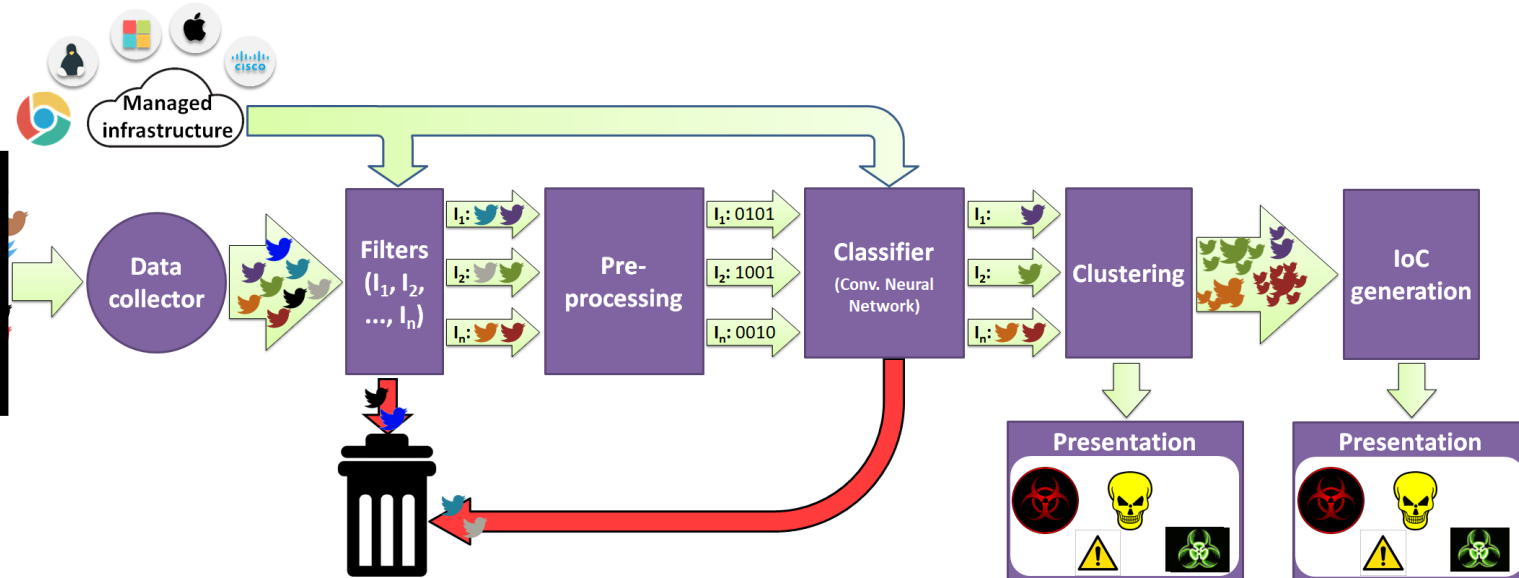 CISCO
Managed
infrastructure
Data
collector
Filters
(I₁, I₂,
..., Iₙ)
I₁:
I₂:
Iₙ:
Pre-
processing
I₁: 0101
I₂: 1001
Iₙ: 0010
Classifier
(Conv. Neural
Network)
I₁:
I₂:
Iₙ:
Clustering
IoC
generation
Presentation
Presentation